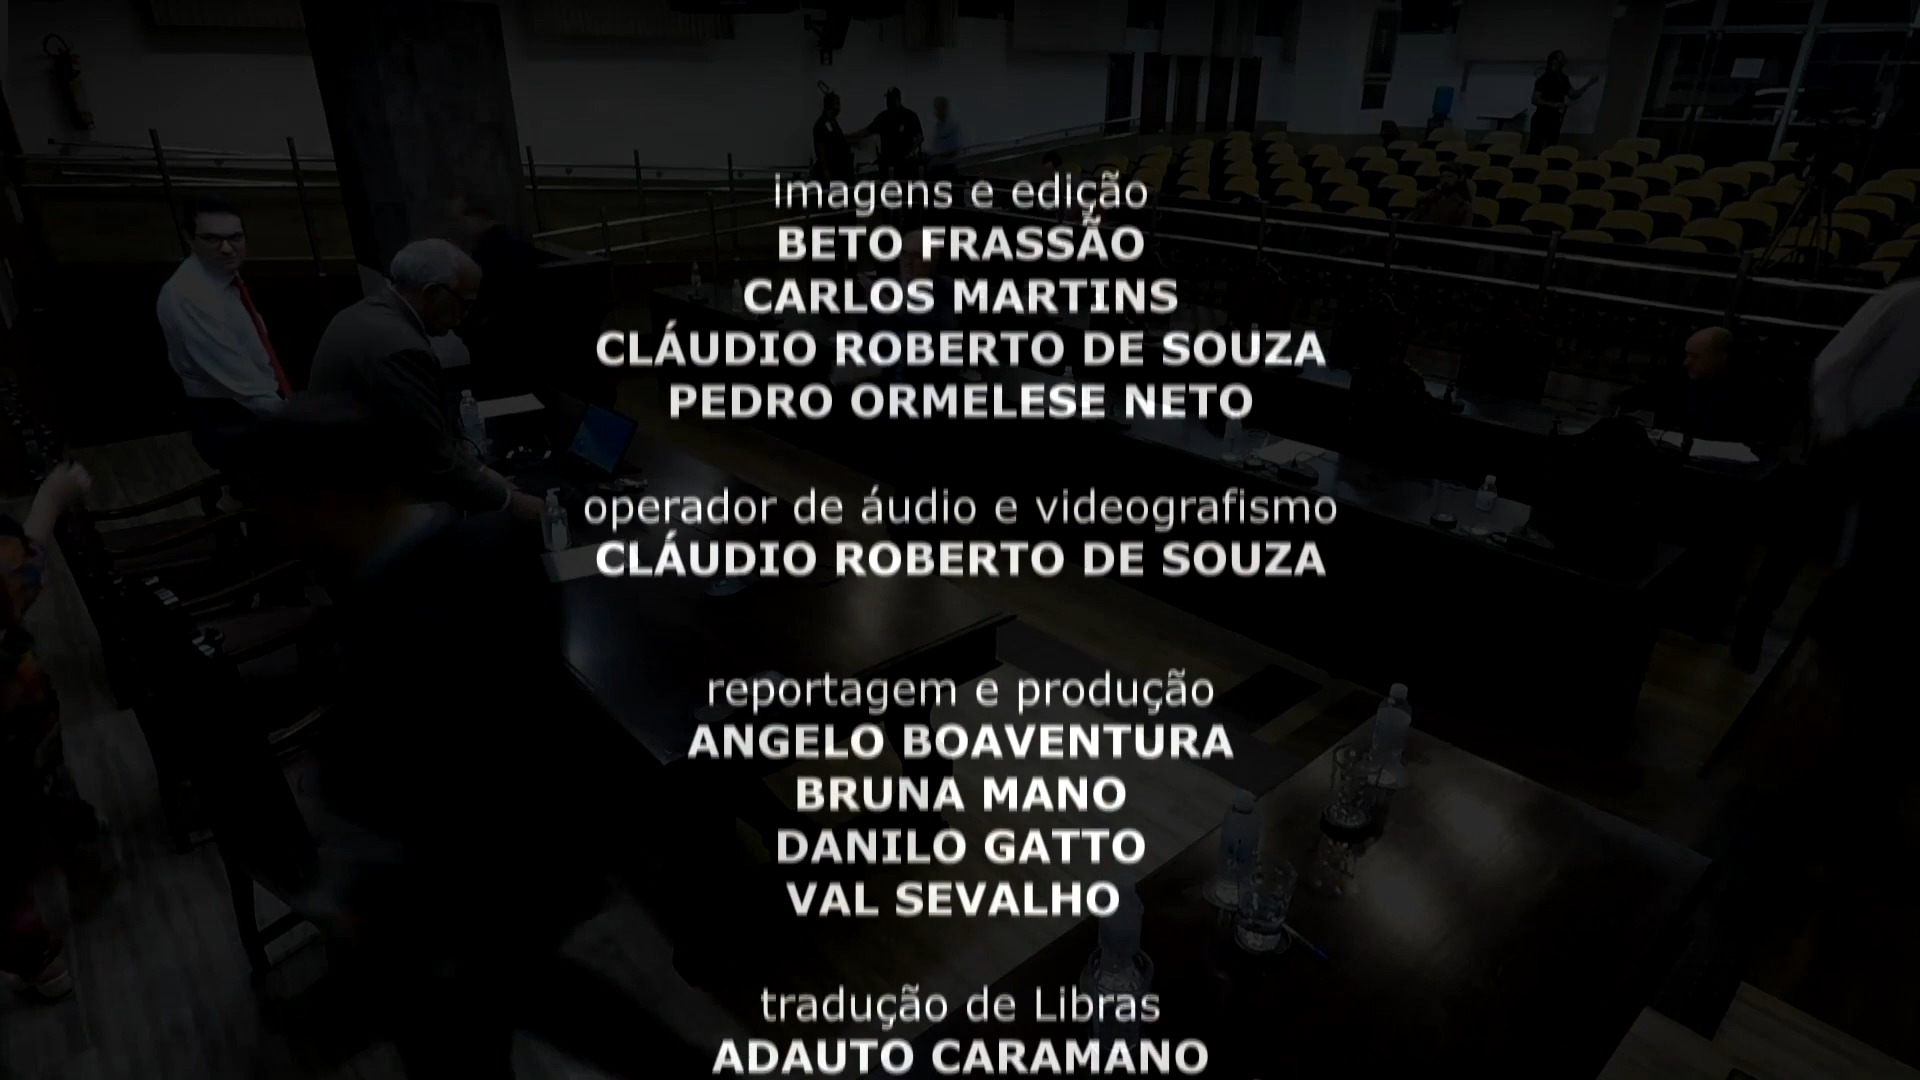 imagens e edição
BETO FRASSÃO
CARLOS MARTINS
CLÁUDIO ROBERTO DE SOUZA
PEDRO ORMELESE NETO
operador de áudio e videografismo
CLÁUDIO ROBERTO DE SOUZA
reportagem e produção
ANGELO BOAVENTURA
BRUNA MANO
DANILO GATTO
VAL SEVALHO
tradução de Libras
ADAUTO CARAMANO